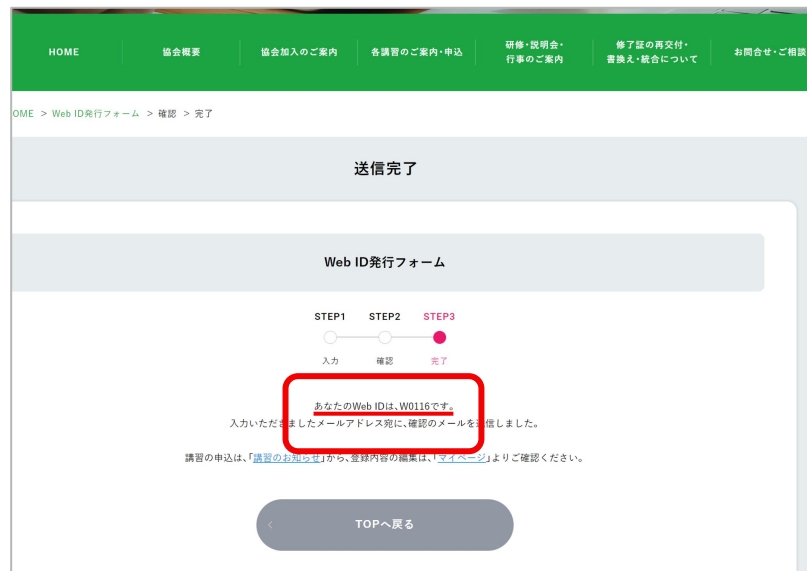 HOME
協会概要
協会加入のご案内
各講習のご案内・申込
研修・説明会・
行事のご案内
修了証の再交付・
書換え・統合について
お問合せ・ご相談
OME > Web ID発行フォーム > 確認 > 完了
送信完了
Web ID発行フォーム
STEP1 STEP2 STEP3
入力 確認 完了
あなたのWeb IDは、W0116です。
入力いただきましたメールアドレス宛に、確認のメールを送信しました。
講習の申込は、「講習のお知らせ」から、登録内容の編集は、「マイページ」よりご確認ください。
< TOPへ戻る